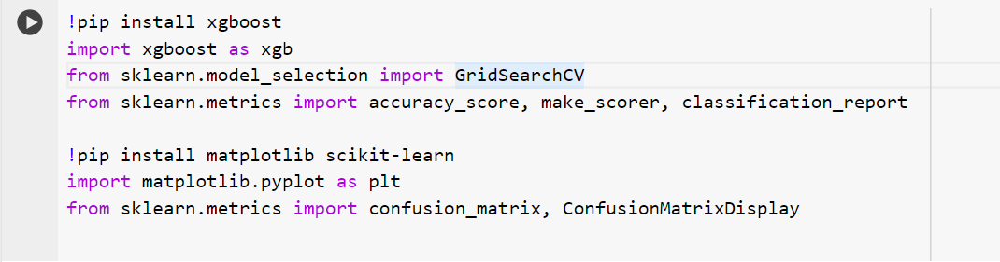 !pip install xgboost
import xgboost as xgb
from sklearn.model_selection import GridSearchCV
from sklearn.metrics import accuracy_score, make_scorer, classification_report
!pip install matplotlib scikit-learn
import matplotlib.pyplot as plt
from sklearn.metrics import confusion_matrix, ConfusionMatrixDisplay